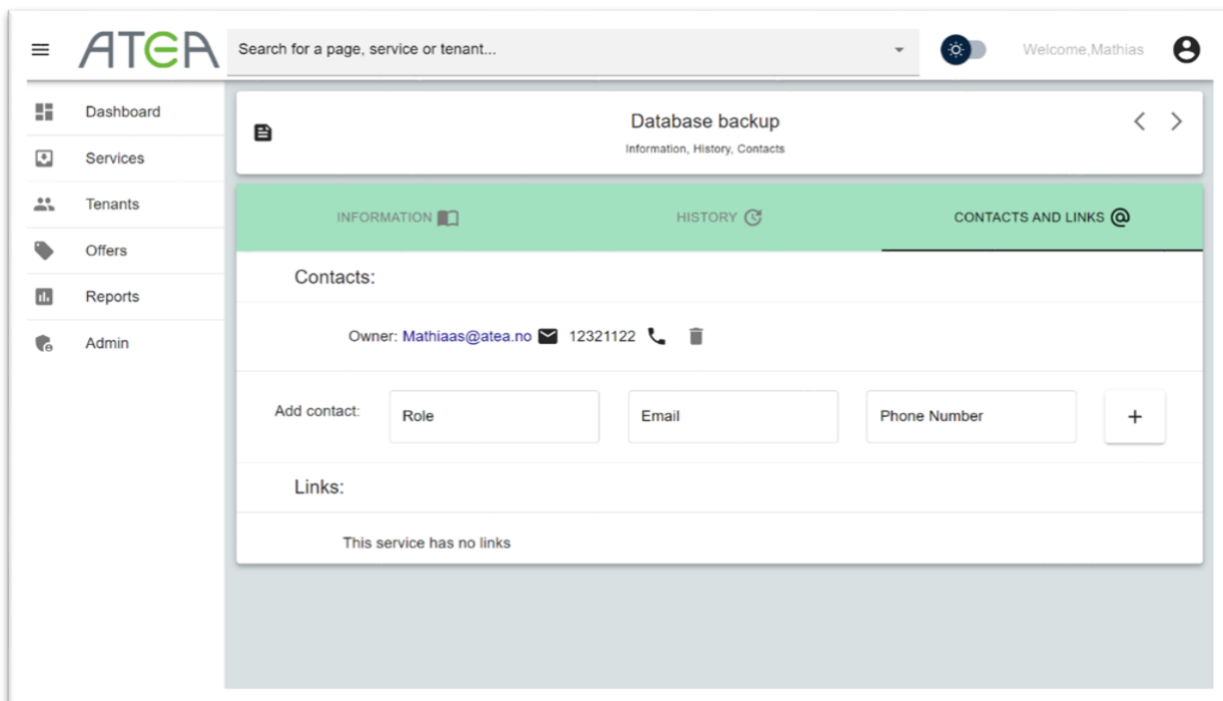 ATEA
Search for a page, service or tenant...
Welcome,Mathias
Dashboard
Services
Tenants
Offers
Reports
Admin
Database backup
Information, History, Contacts
INFORMATION
HISTORY
CONTACTS AND LINKS
Contacts:
Owner: Mathiaas@atea.no 12321122
Add contact: Role Email Phone Number +
Links:
This service has no links